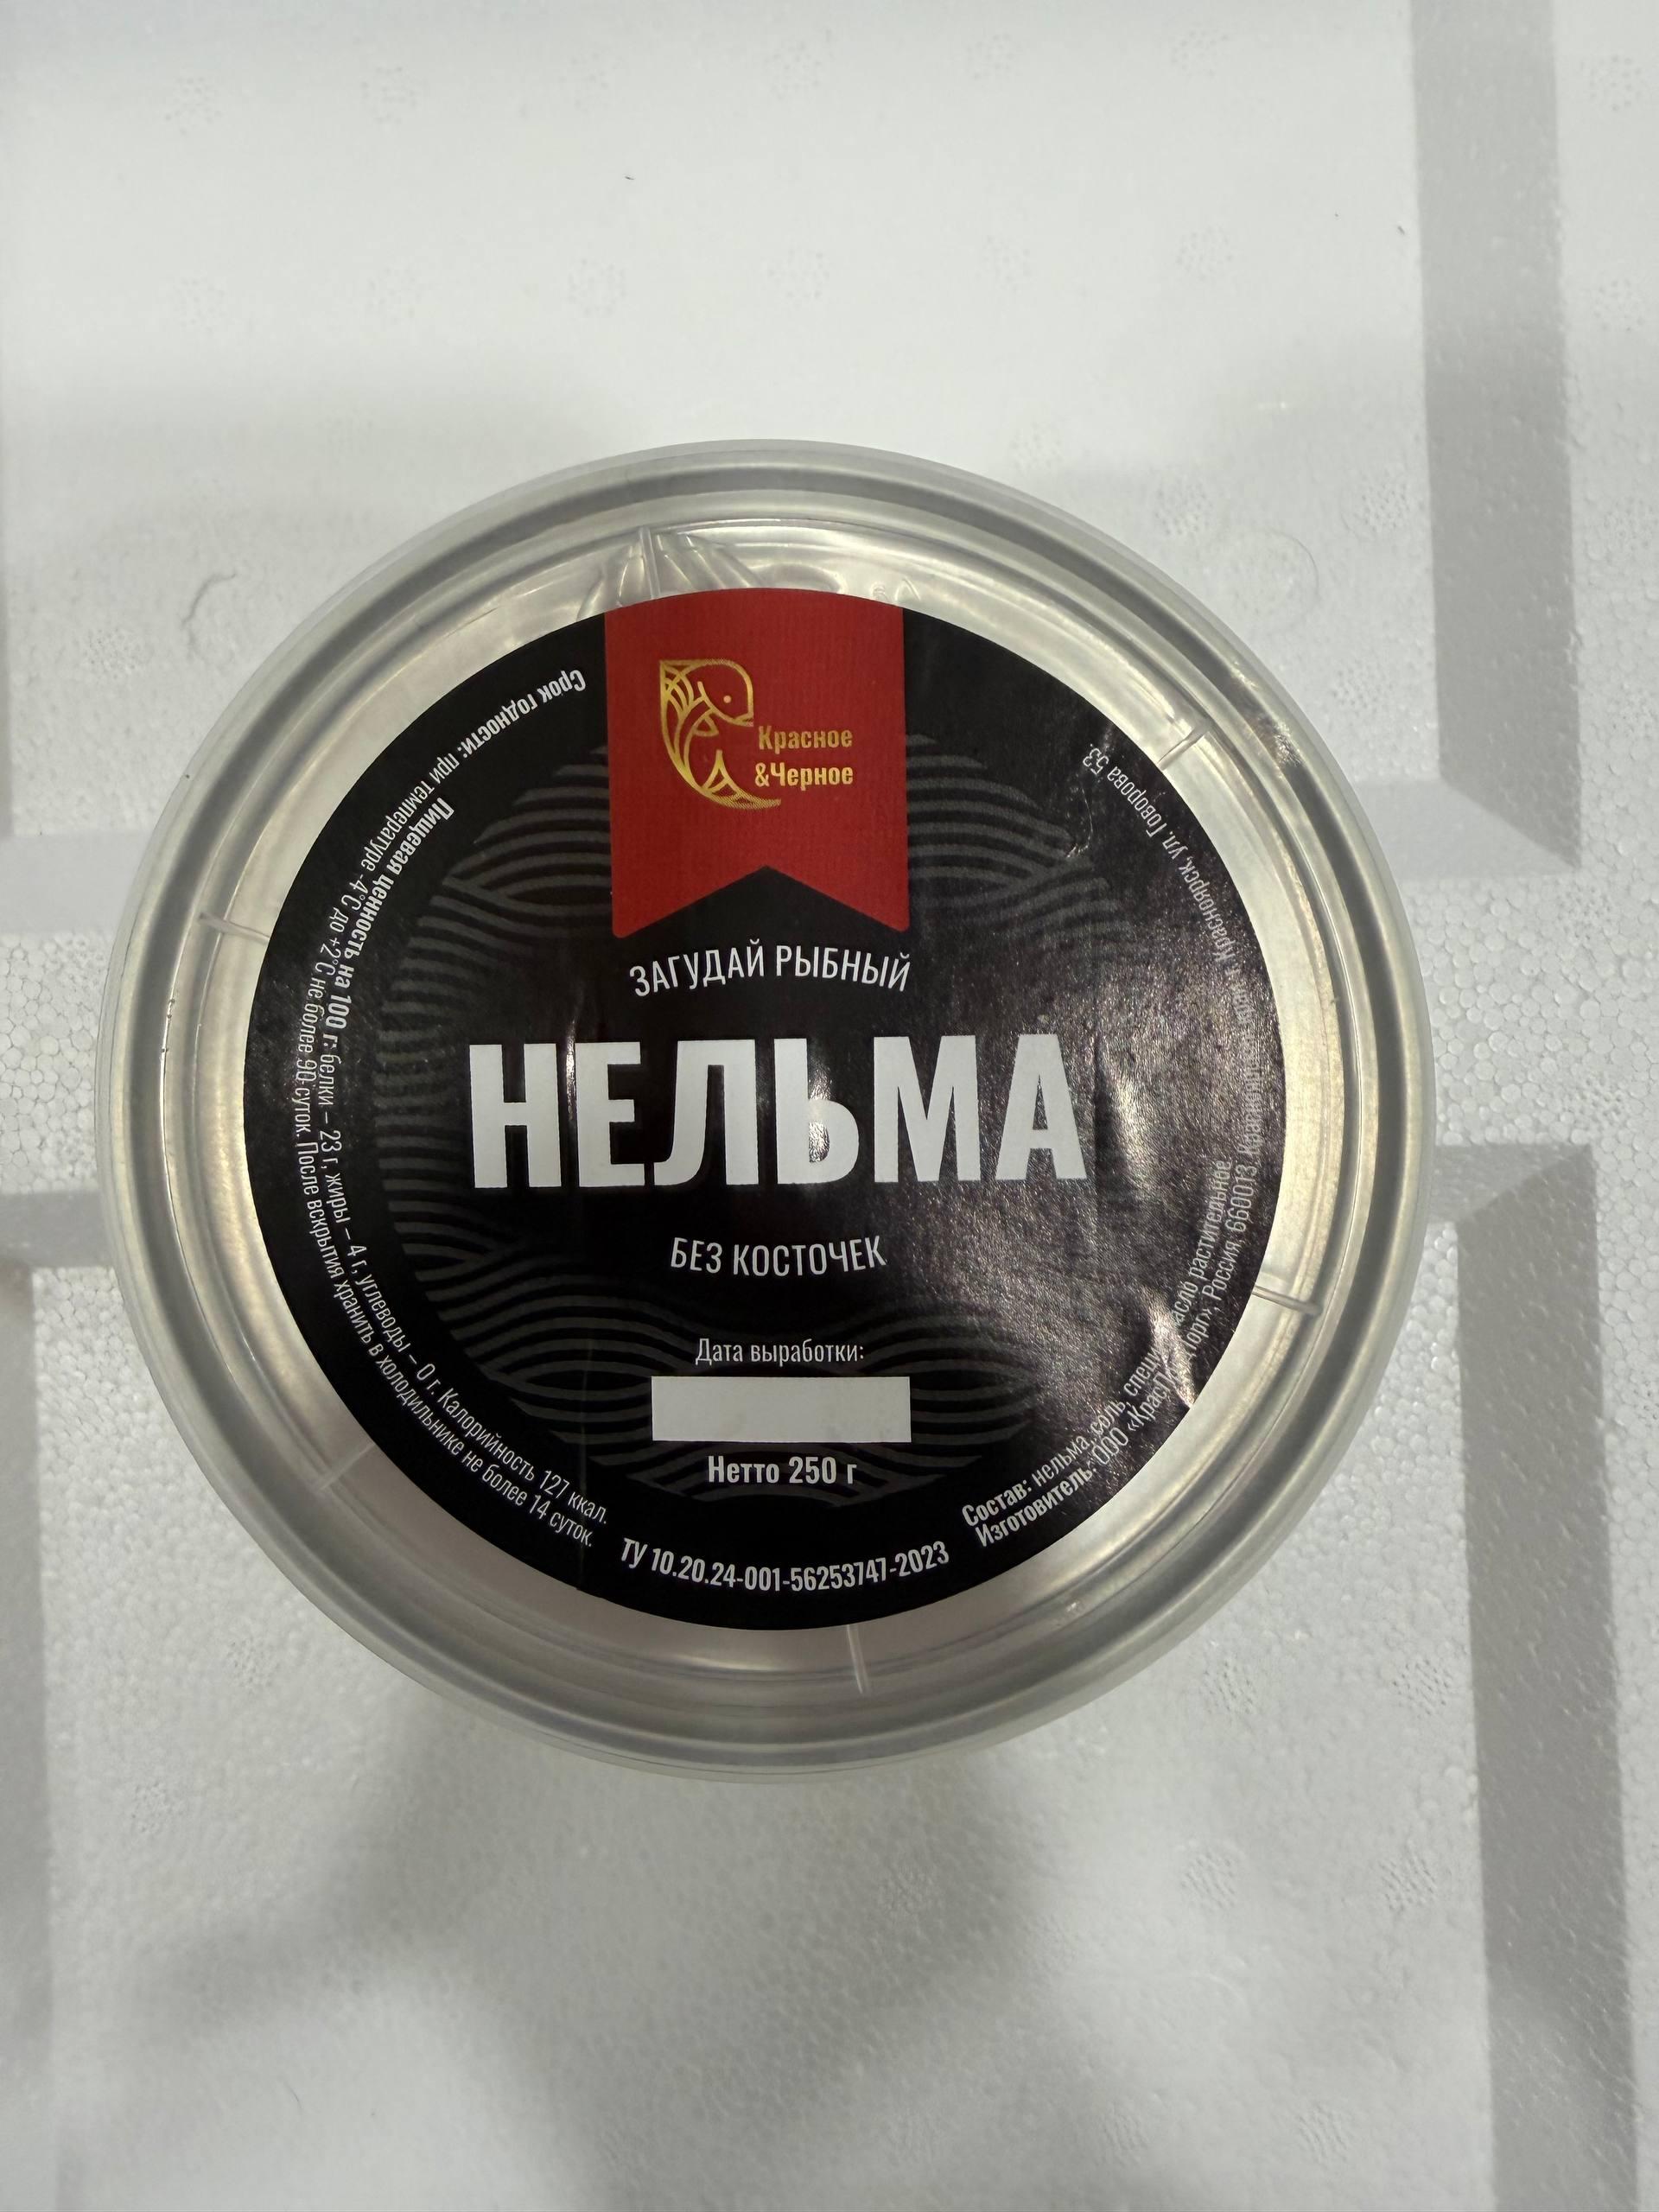 Красное
&Черное
ЗАГУДАЙ РЫБНЫЙ
НЕЛЬМА
БЕЗ КОСТОЧЕК
Дата выработки:
Нетто 250 г
Срок годности: при температуре -4°С до +2°С не более 90 суток. После вскрытия хранить в холодильнике не более 14 суток.
Пищевая ценность на 100 г: белки – 23 г, жиры – 4 г, углеводы – 0 г. Калорийность 127 ккал.
ТУ 10.20.24-001-56253747-2023
Состав: нельма, соль, масло растительное.
Изготовитель: ООО Россия, 660013, Красноярск, ул. Говорова 53.